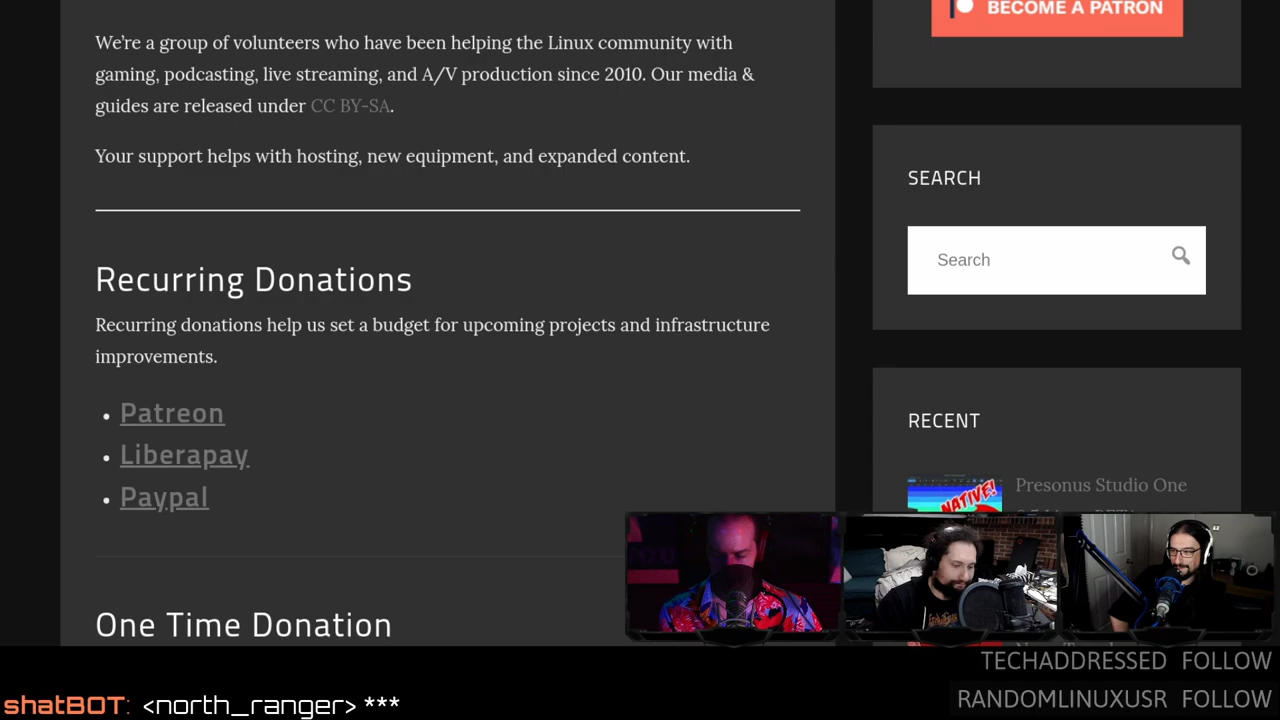 We're a group of volunteers who have been helping the Linux community with
gaming, podcasting, live streaming, and A/V production since 2010. Our media &
guides are released under CC BY-SA.
Your support helps with hosting, new equipment, and expanded content.
Recurring Donations
Recurring donations help us set a budget for upcoming projects and infrastructure
improvements.
• Patreon
• Liberapay
• Paypal
One Time Donation
BECOME A PATRON
SEARCH
Search
RECENT
NATIVE!
Presonus Studio One
TECHADDRESSED FOLLOW
RANDOMLINUXUSR FOLLOW
shatBOT: <north_ranger> ***